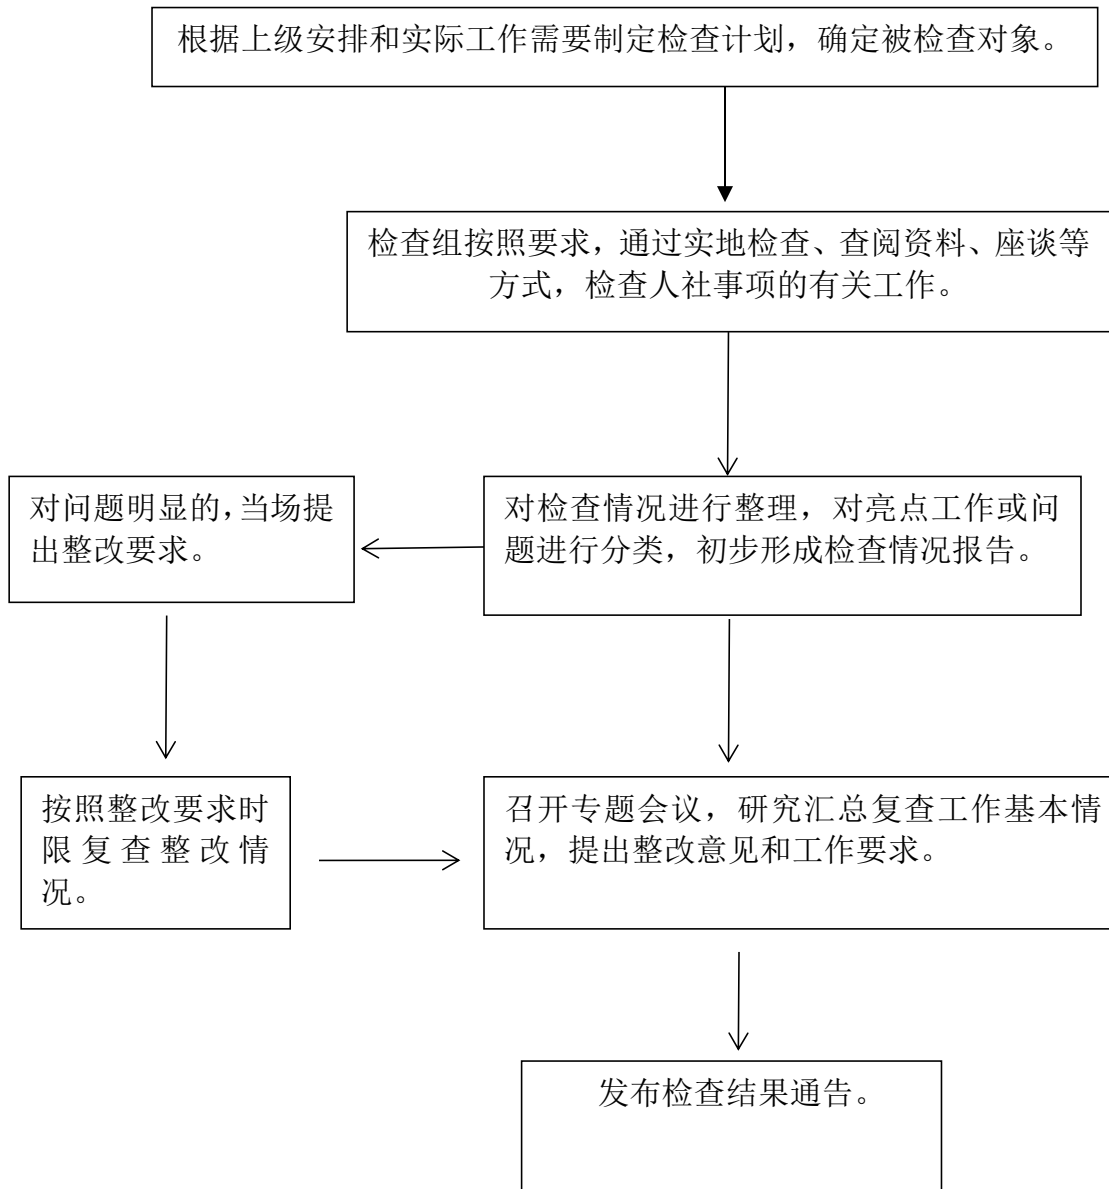 根据上级安排和实际工作需要制定检查计划，确定被检查对象。
检查组按照要求，通过实地检查、查阅资料、座谈等
方式，检查人社事项的有关工作。
对问题明显的，当场提
出整改要求。
对检查情况进行整理，对亮点工作或问
题进行分类，初步形成检查情况报告。
按照整改要求时
限复查整改情
况。
召开专题会议，研究汇总复查工作基本情
况，提出整改意见和工作要求。
发布检查结果通告。